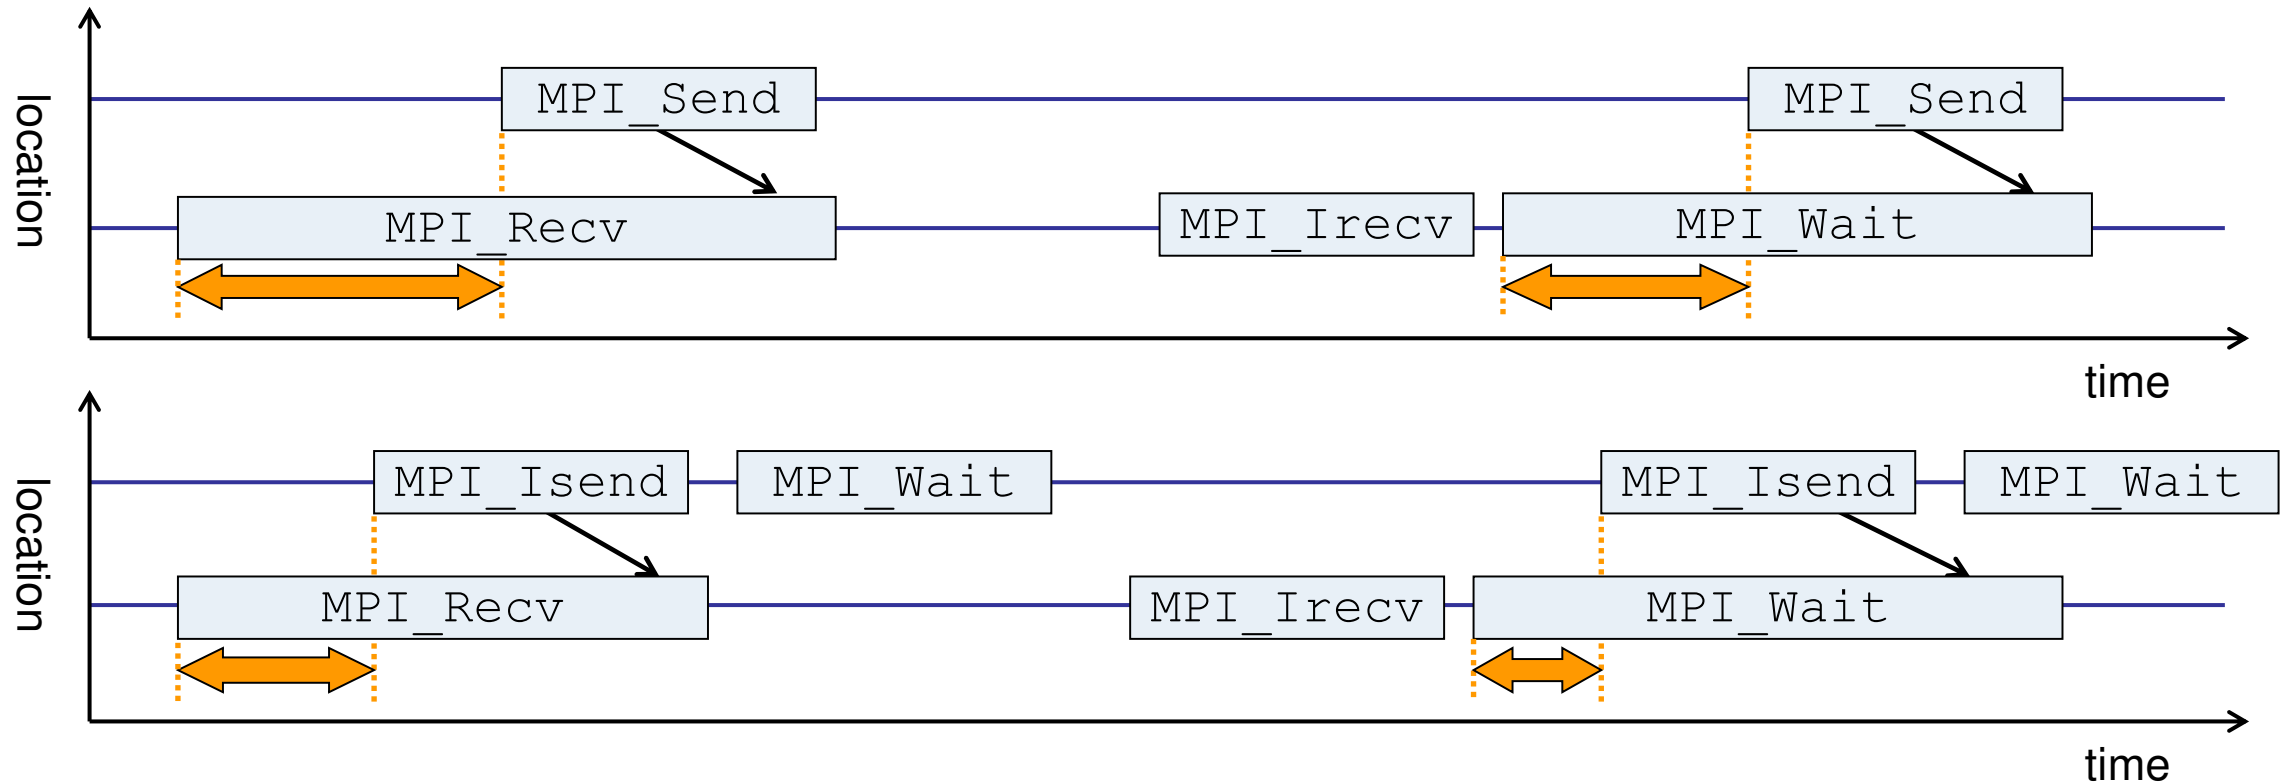 location
MPI_Send
MPI_Send
MPI_Recv
MPI_Irecv
MPI_Wait
time
location
MPI_Isend
MPI_Wait
MPI_Isend
MPI_Wait
MPI_Recv
MPI_Irecv
MPI_Wait
time